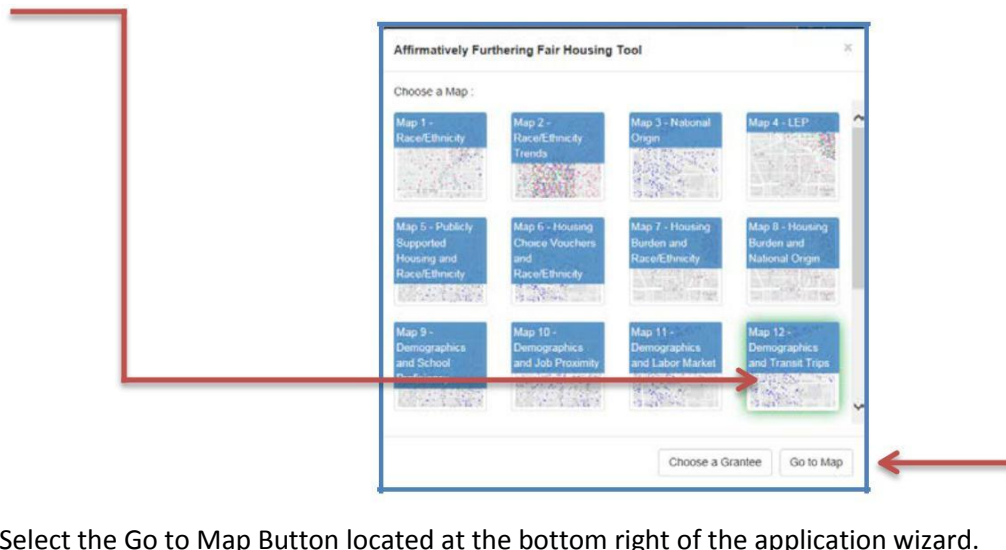 Affirmatively Furthering Fair Housing Tool ×
Choose a Map :
Map 1 -
Race/Ethnicity
Map 2 -
Race/Ethnicity
Trends
Map 3 - National
Origin
Map 4 - LEP
Map 5 - Publicly
Supported
Housing and
Race/Ethnicity
Map 6 - Housing
Choice Vouchers
and
Race/Ethnicity
Map 7 - Housing
Burden and
Race/Ethnicity
Map 8 - Housing
Burden and
National Origin
Map 9 -
Demographics
and School
Map 10 -
Demographics
and Job Proximity
Map 11 -
Demographics
and Labor Market
Map 12 -
Demographics
and Transit Trips
Choose a Grantee
Go to Map
Select the Go to Map Button located at the bottom right of the application wizard.